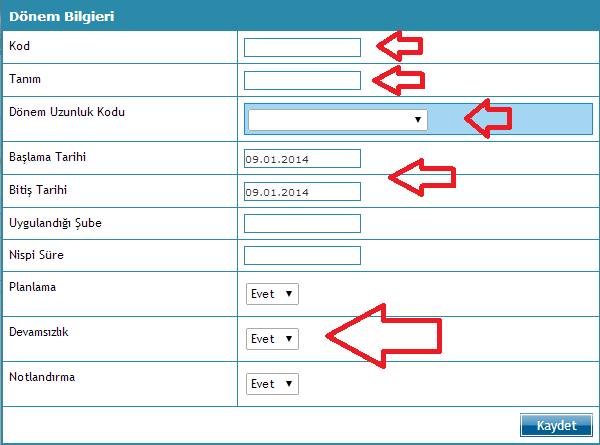 Dönem Bilgieri
Kod
Tanım
Dönem Uzunluk Kodu
Başlama Tarihi 09.01.2014
Bitiş Tarihi 09.01.2014
Uygulandığı Şube
Nispi Süre
Planlama Evet
Devamsızlık Evet
Notlandırma Evet
Kaydet